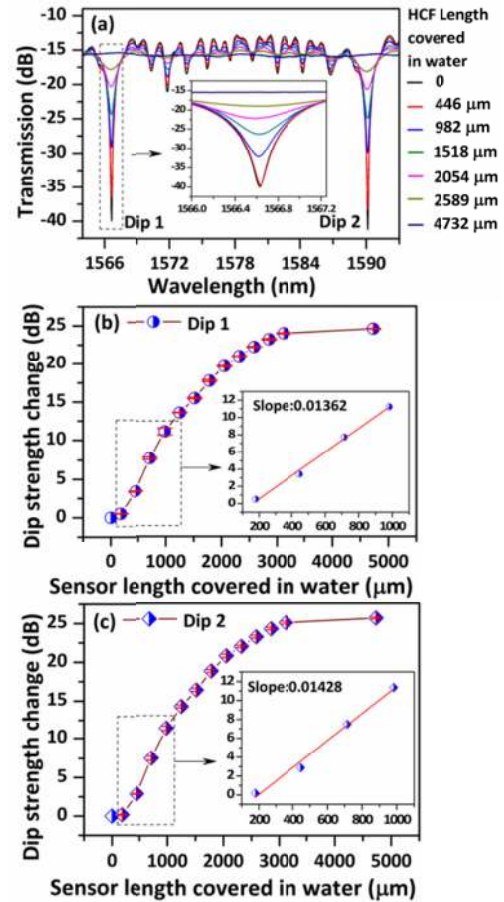 (a)
HCF Length
covered
in water
0
446 μm
982 μm
1518 μm
2054 μm
2589 μm
4732 μm
Transmission (dB)
-10
-15
-20
-25
-30
-35
-40
-15
-20
-25
-30
-35
-40
1566.0 1566.4 1566.8 1567.2
Dip 1
Dip 2
1566 1572 1578 1584 1590
Wavelength (nm)
(b)
Dip 1
Dip strength change (dB)
25
20
15
10
5
0
Slope:0.01362
12
10
8
6
4
2
0
200 400 600 800 1000
0 1000 2000 3000 4000 5000
Sensor length covered in water (μm)
(c)
Dip 2
Dip strength change (dB)
25
20
15
10
5
0
Slope:0.01428
12
10
8
6
4
2
0
200 400 600 800 1000
0 1000 2000 3000 4000 5000
Sensor length covered in water (μm)